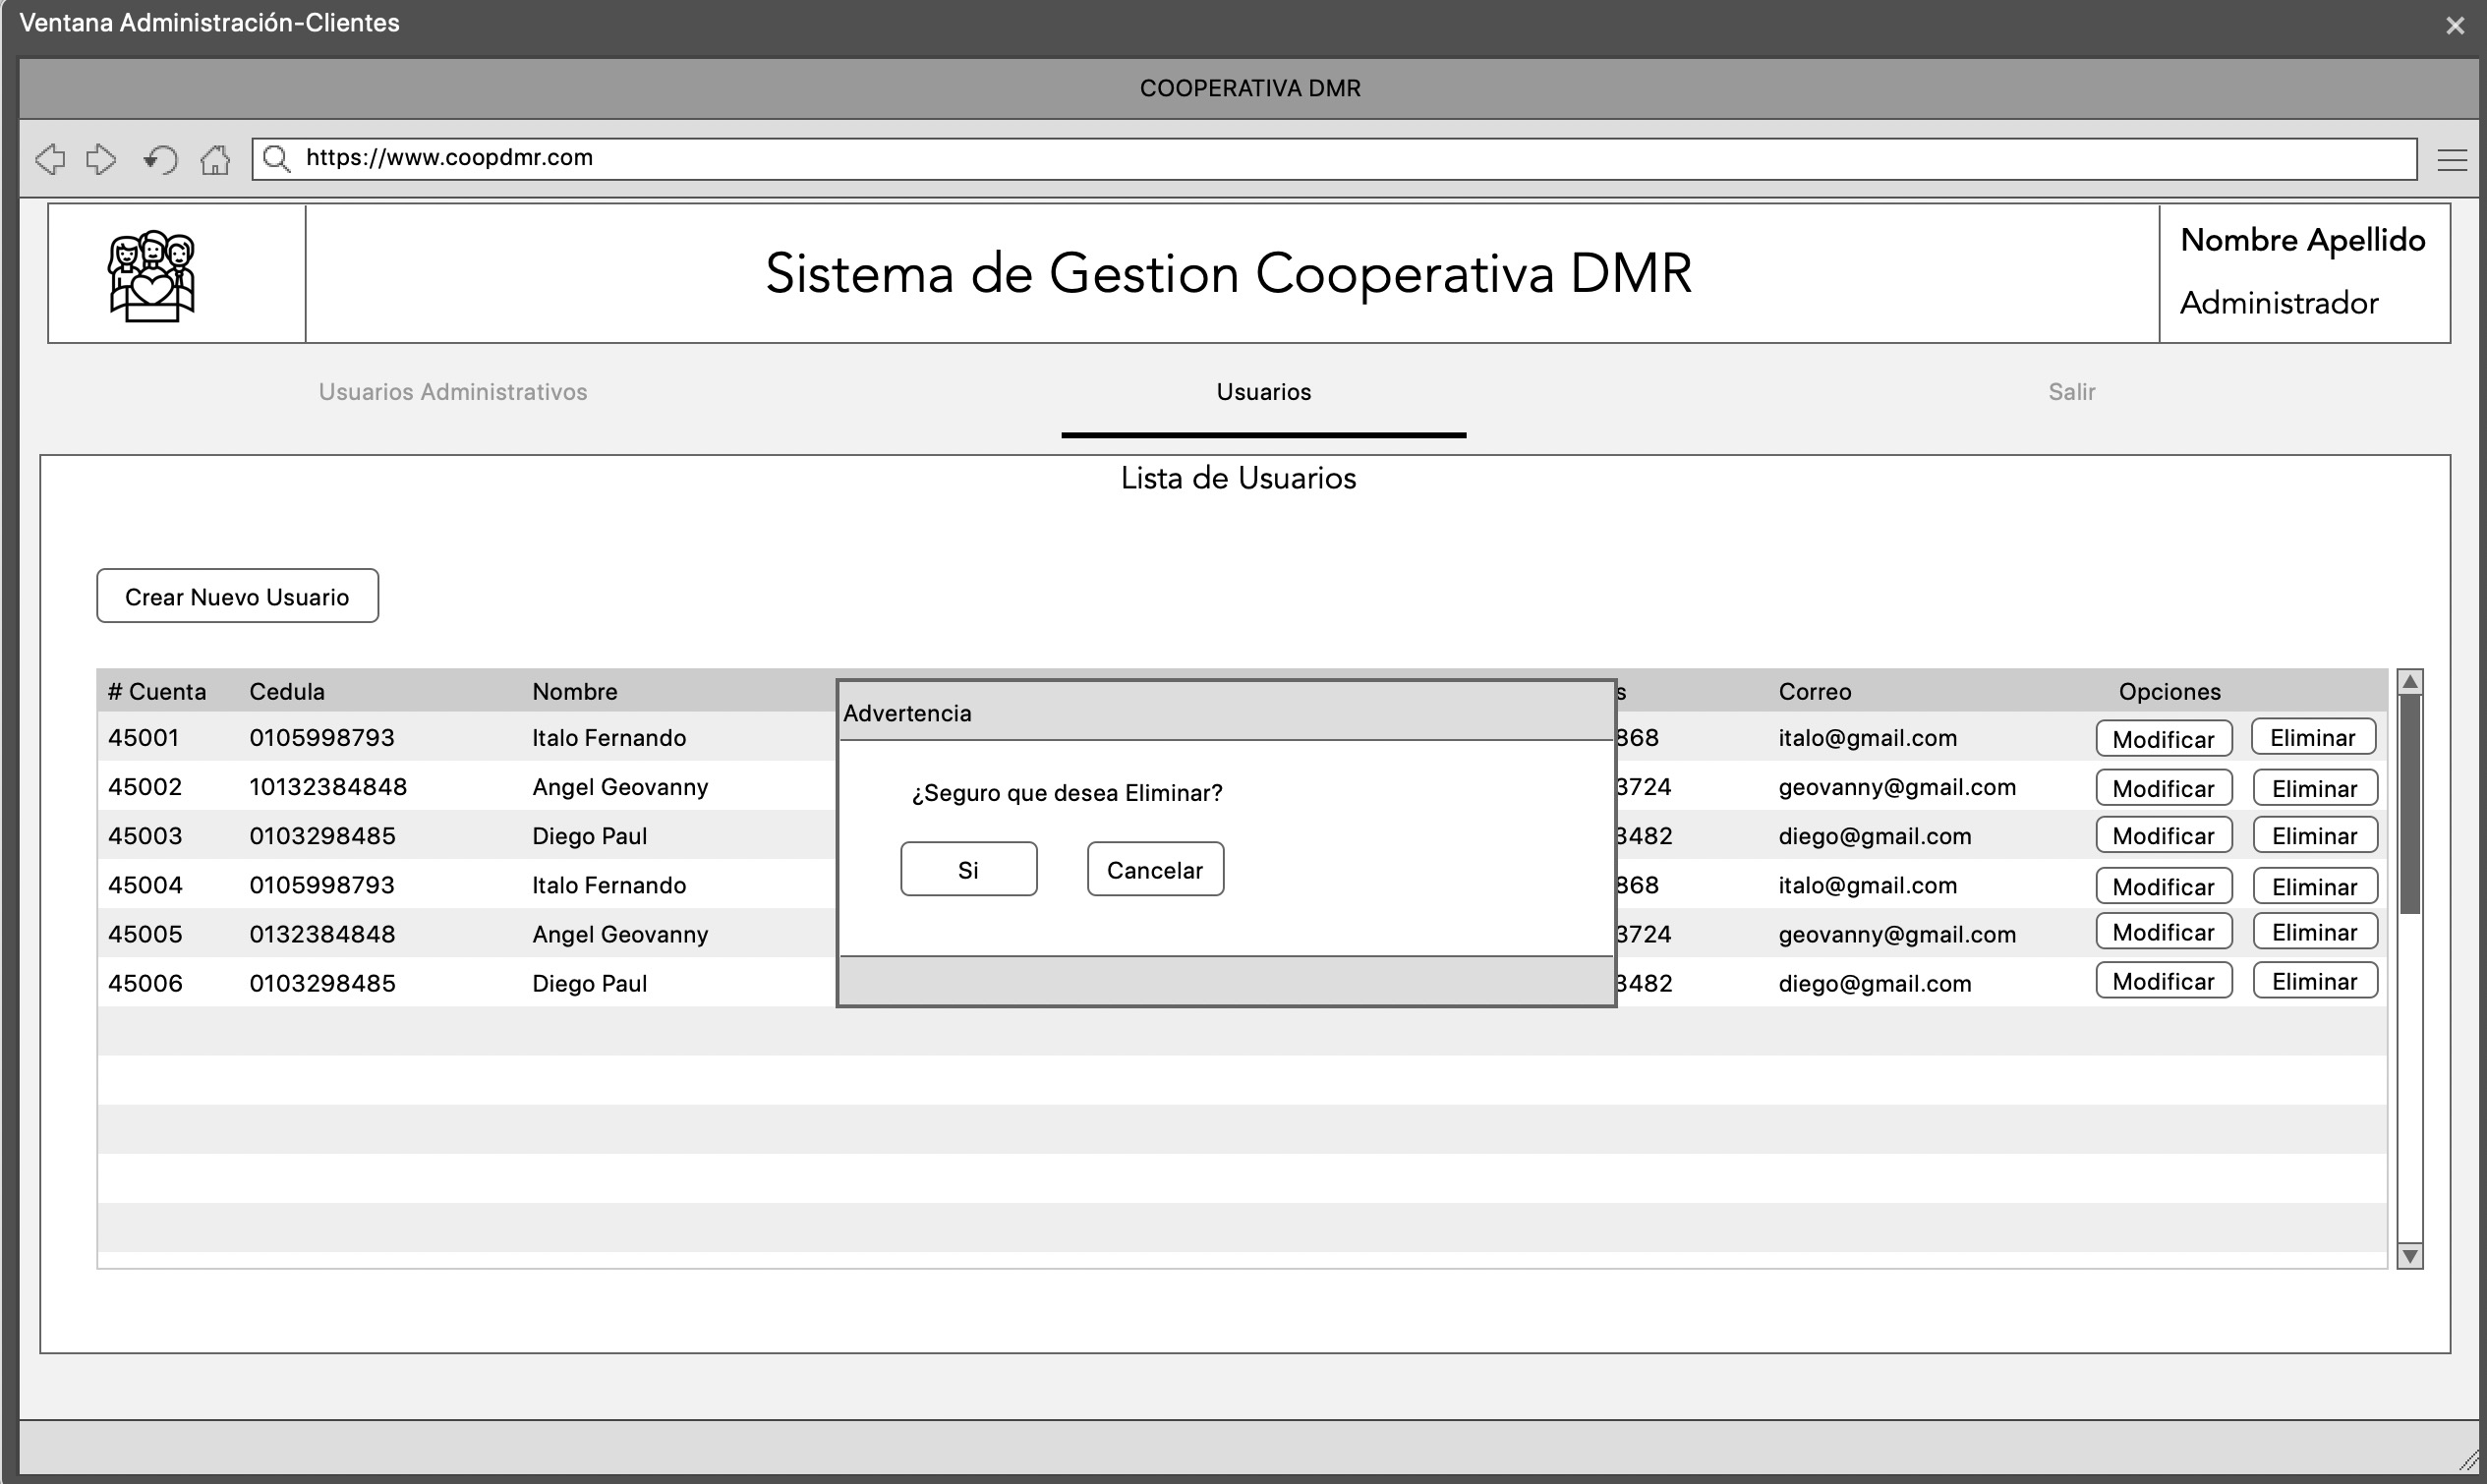 Ventana Administración-Clientes
COOPERATIVA DMR
https://www.coopdmr.com
Sistema de Gestion Cooperativa DMR
Nombre Apellido
Administrador
Usuarios Administrativos Usuarios Salir
Lista de Usuarios
Crear Nuevo Usuario
# Cuenta Cedula Nombre Correo Opciones
45001 0105998793 Italo Fernando 868 italo@gmail.com Modificar Eliminar
45002 10132384848 Angel Geovanny 3724 geovanny@gmail.com Modificar Eliminar
45003 0103298485 Diego Paul 3482 diego@gmail.com Modificar Eliminar
45004 0105998793 Italo Fernando 868 italo@gmail.com Modificar Eliminar
45005 0132384848 Angel Geovanny 3724 geovanny@gmail.com Modificar Eliminar
45006 0103298485 Diego Paul 3482 diego@gmail.com Modificar Eliminar
Advertencia
¿Seguro que desea Eliminar?
Si Cancelar